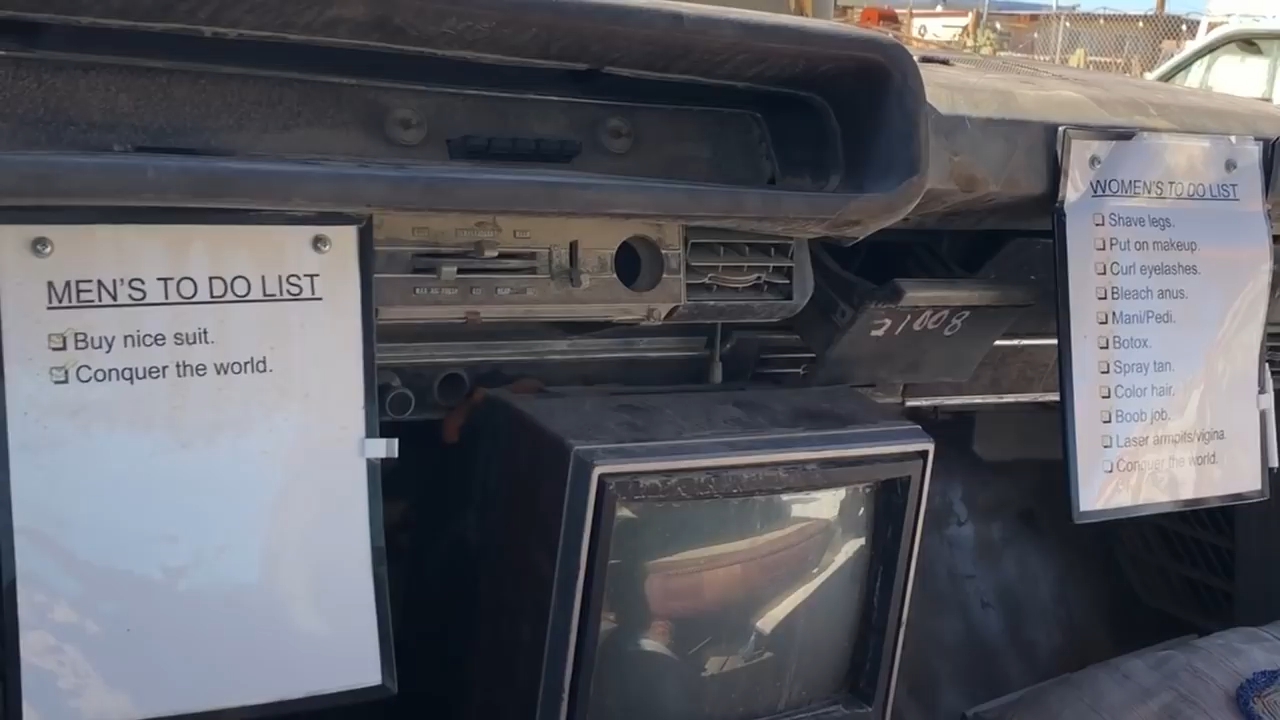 MEN'S TO DO LIST
Buy nice suit.
Conquer the world.
21008
WOMEN'S TO DO LIST
Shave legs.
Put on makeup.
Curl eyelashes.
Bleach anus.
Mani/Pedi.
Botox.
Spray tan.
Color hair.
Boob job.
Laser armpits/vigina.
Conquer the world.